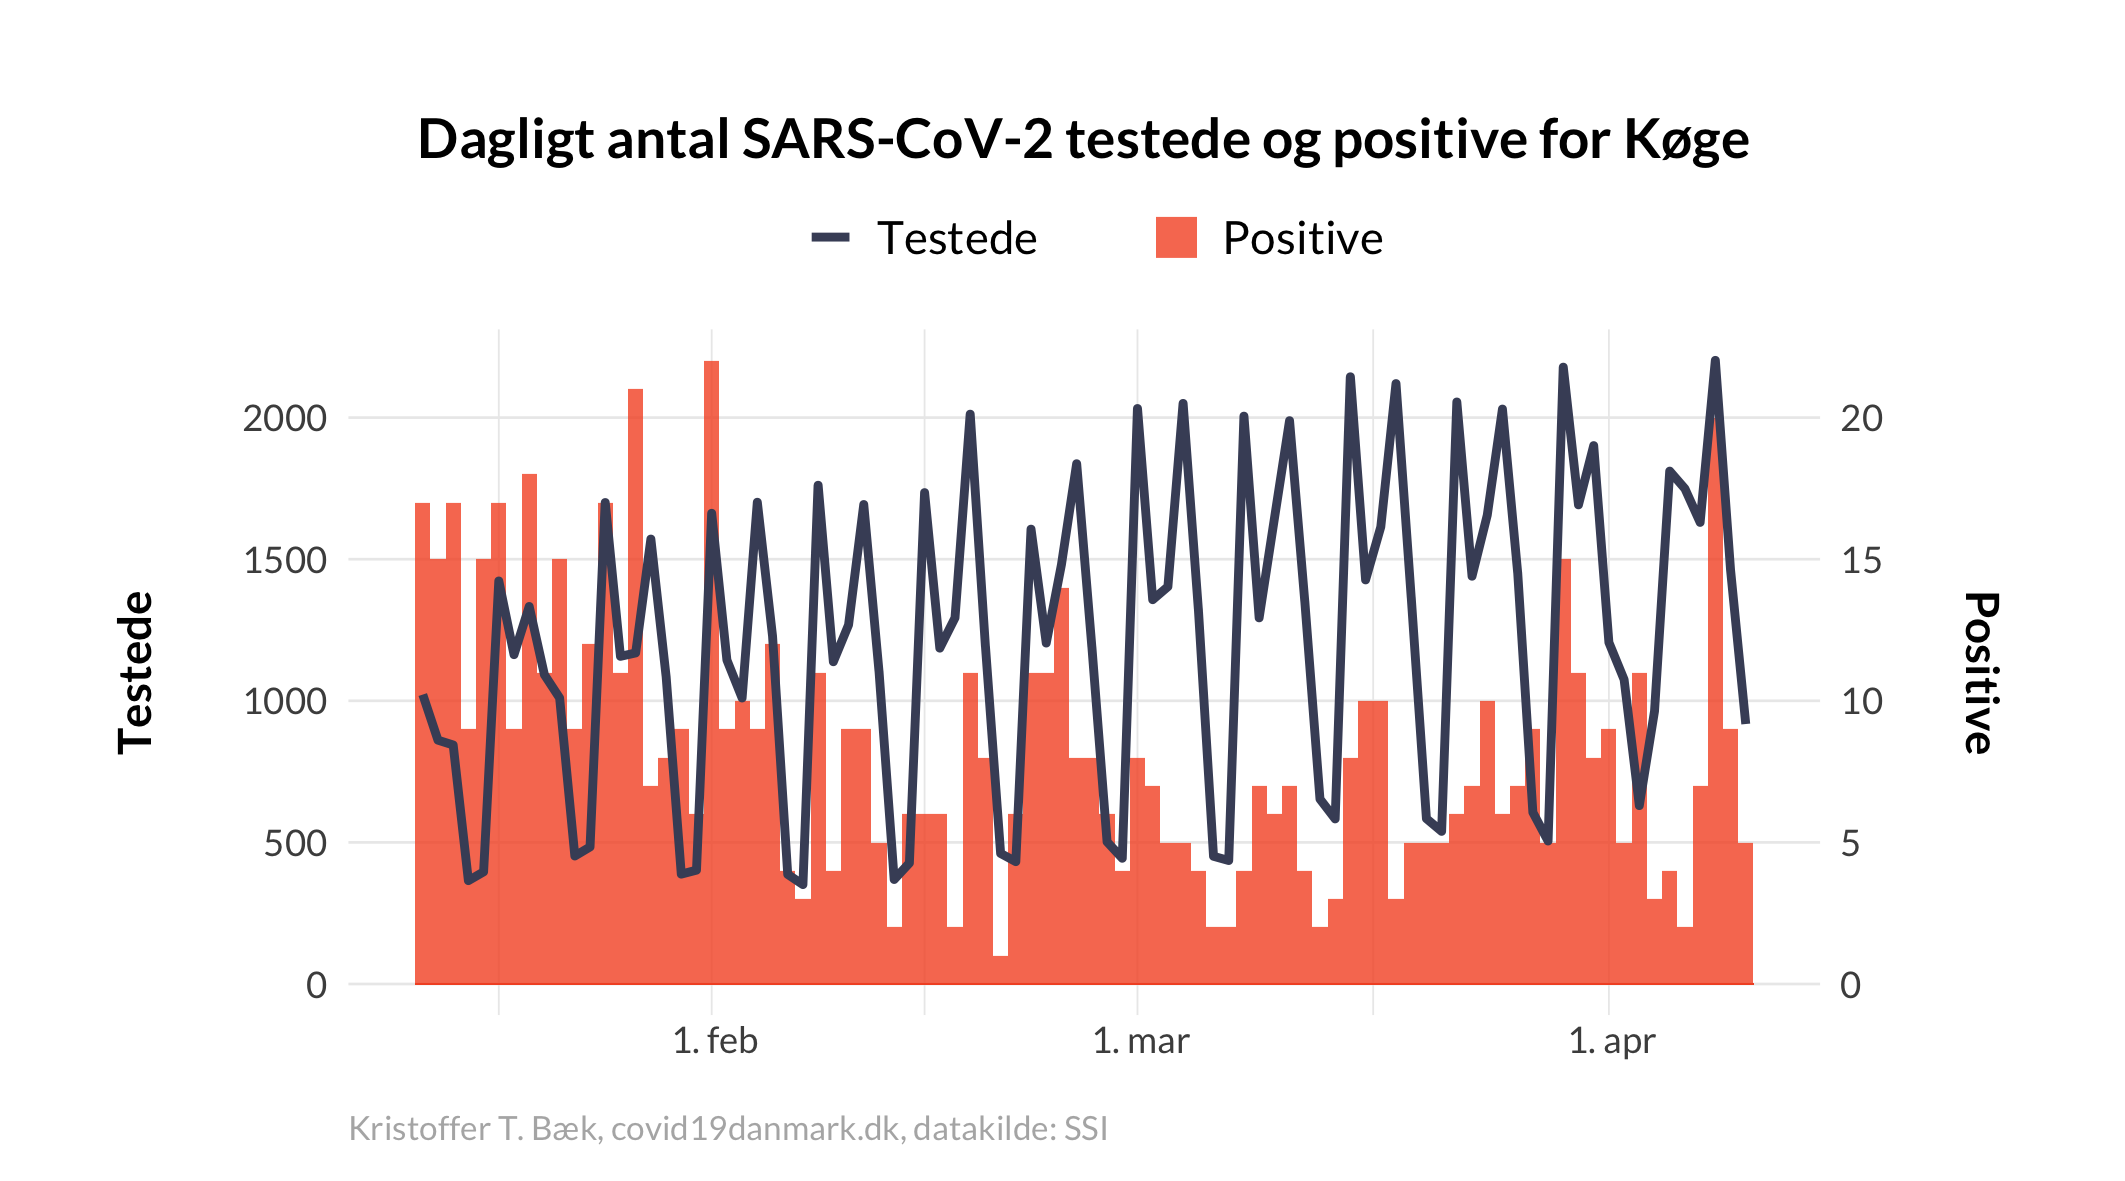 Dagligt antal SARS-CoV-2 testede og positive for Køge
Testede
Positive
2000
1500
1000
500
0
Testede
20
15
10
5
0
Positive
1. feb
1. mar
1. apr
Kristoffer T. Bæk, covid19danmark.dk, datakilde: SSI